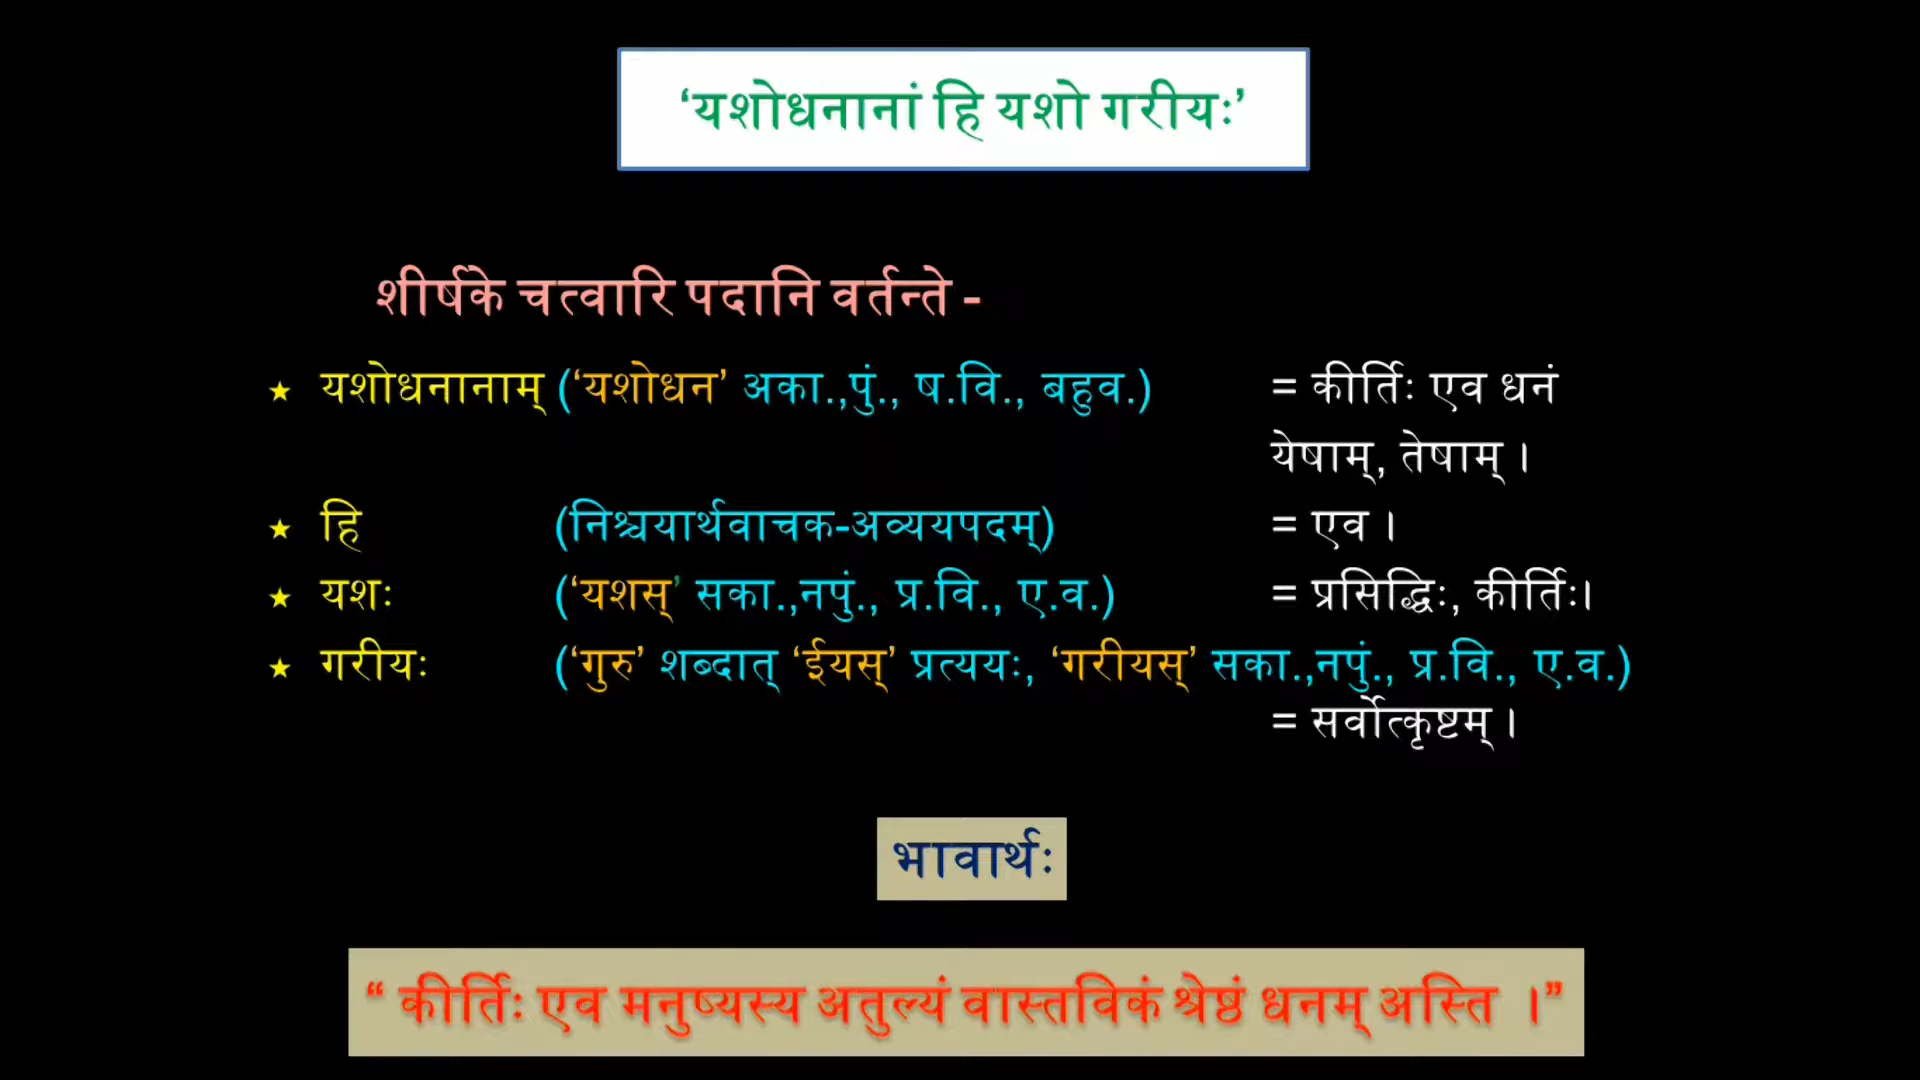 ‘यशोधनानां हि यशो गरीयः’
शीर्षके चत्वारि पदानि वर्तन्ते -
★ यशोधनानाम् (‘यशोधन’ अका.,पुं., ष.वि., बहुव.) = कीर्तिः एव धनं
येषाम्, तेषाम् ।
★ हि (निश्चयार्थवाचक-अव्ययपदम्) = एव ।
★ यशः (‘यशस्’ सका.,नपुं., प्र.वि., ए.व.) = प्रसिद्धिः, कीर्तिः।
★ गरीयः (‘गुरु’ शब्दात् ‘ईयस्’ प्रत्ययः, ‘गरीयस्’ सका.,नपुं., प्र.वि., ए.व.)
= सर्वोत्कृष्टम् ।
भावार्थः
“ कीर्तिः एव मनुष्यस्य अतुल्यं वास्तविकं श्रेष्ठं धनम् अस्ति ।”